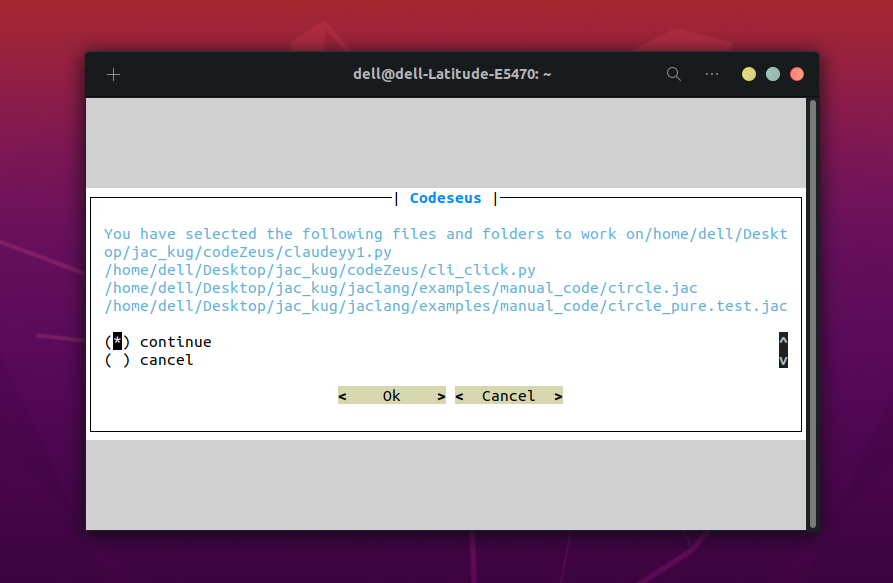 dell@dell-Latitude-E5470: ~
| Codeseus |
You have selected the following files and folders to work on/home/dell/Deskt
op/jac_kug/codeZeus/claudeyy1.py
/home/dell/Desktop/jac_kug/codeZeus/cli_click.py
/home/dell/Desktop/jac_kug/jaclang/examples/manual_code/circle.jac
/home/dell/Desktop/jac_kug/jaclang/examples/manual_code/circle_pure.test.jac
(*) continue ^
( ) cancel v
< Ok > < Cancel >